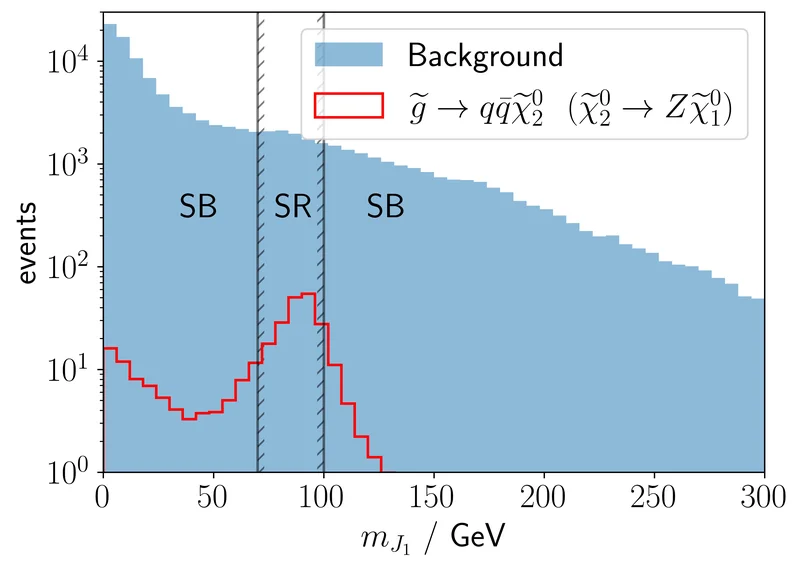 10⁴
10³
10²
10¹
10⁰
events
Background
g̃ → qq̄χ̃⁰₂ (χ̃⁰₂ → Zχ̃⁰₁)
SB SR SB
0 50 100 150 200 250 300
m_J₁ / GeV